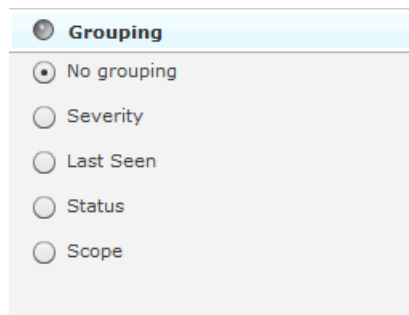 Grouping
No grouping
Severity
Last Seen
Status
Scope